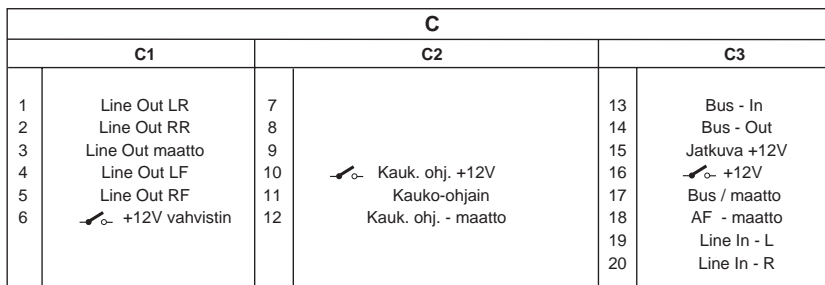 C
C1 C2 C3
1 Line Out LR 7 13 Bus - In
2 Line Out RR 8 14 Bus - Out
3 Line Out maatto 9 15 Jatkuva +12V
4 Line Out LF 10 Kauk. ohj. +12V 16 +12V
5 Line Out RF 11 Kauko-ohjain 17 Bus / maatto
6 +12V vahvistin 12 Kauk. ohj. - maatto 18 AF - maatto
19 Line In - L
20 Line In - R